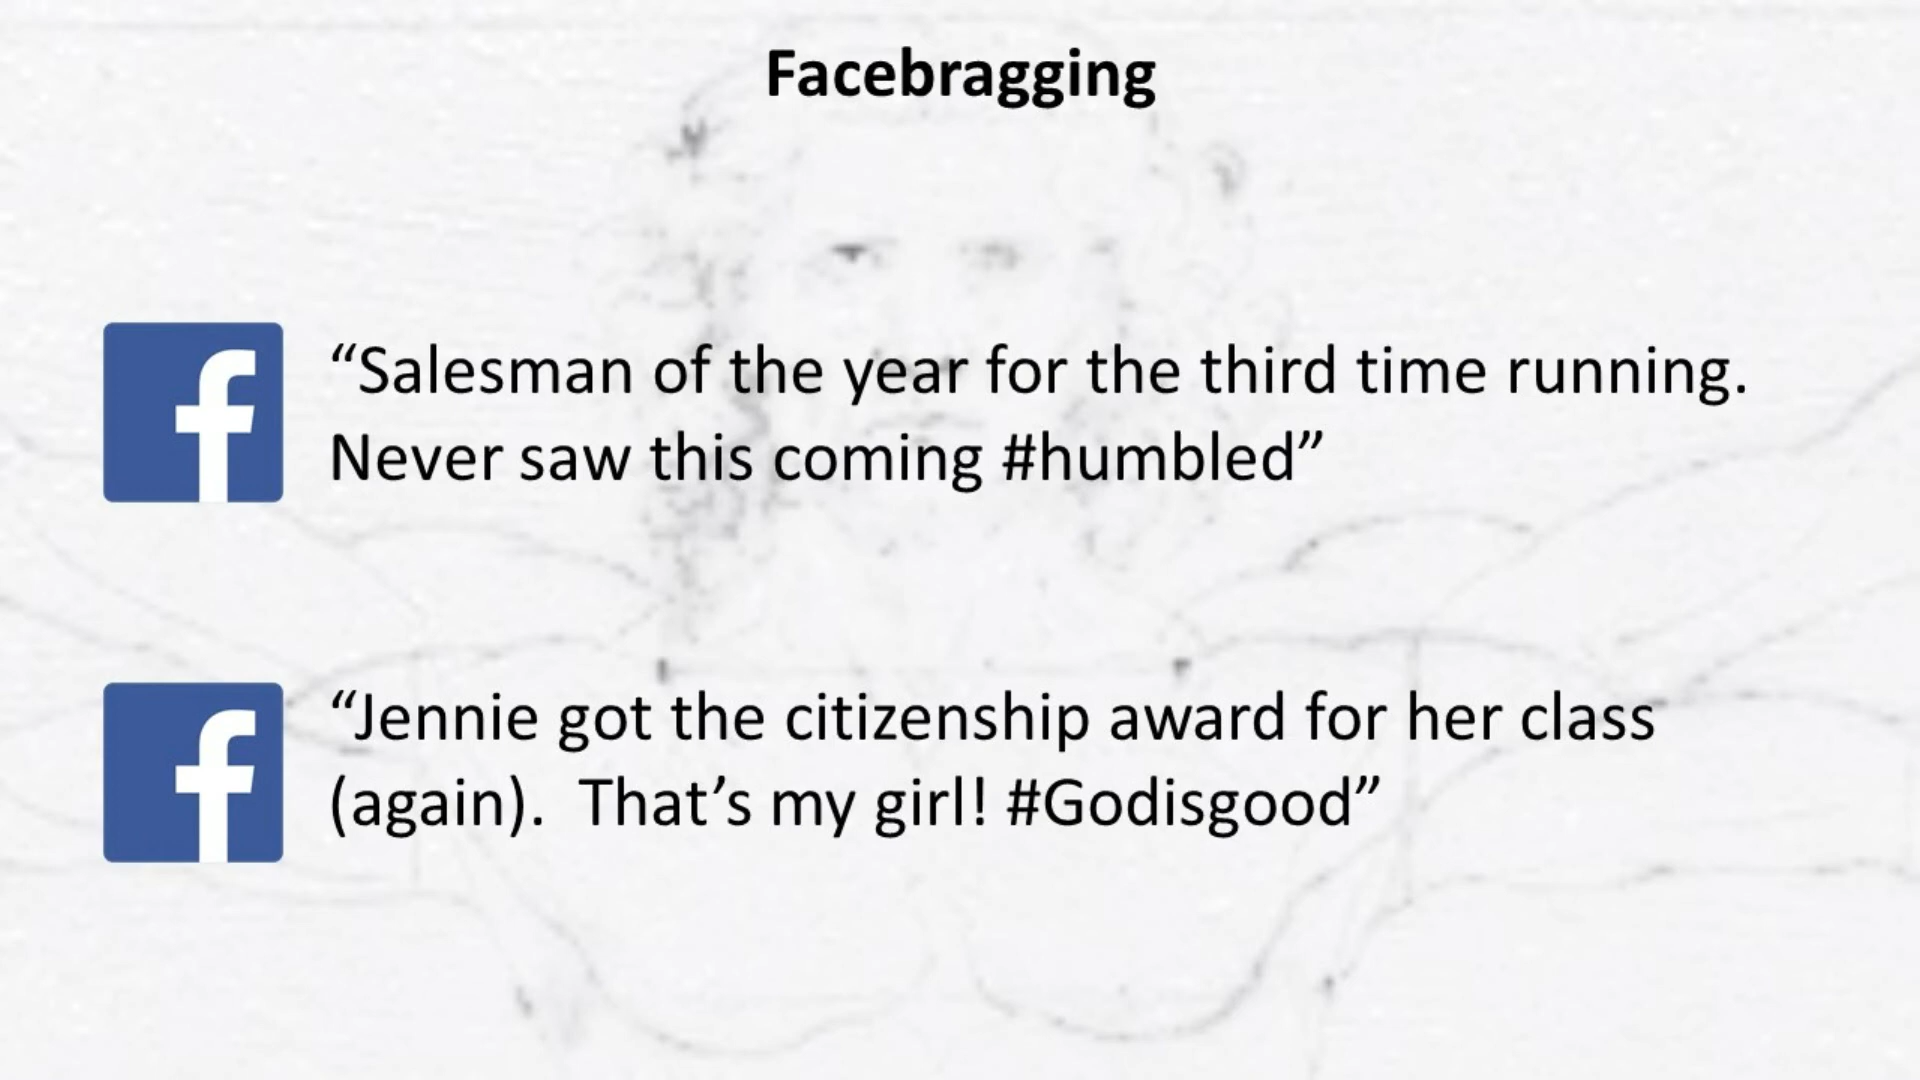 Facebragging
“Salesman of the year for the third time running.
Never saw this coming #humbled”
“Jennie got the citizenship award for her class
(again).  That’s my girl! #Godisgood”